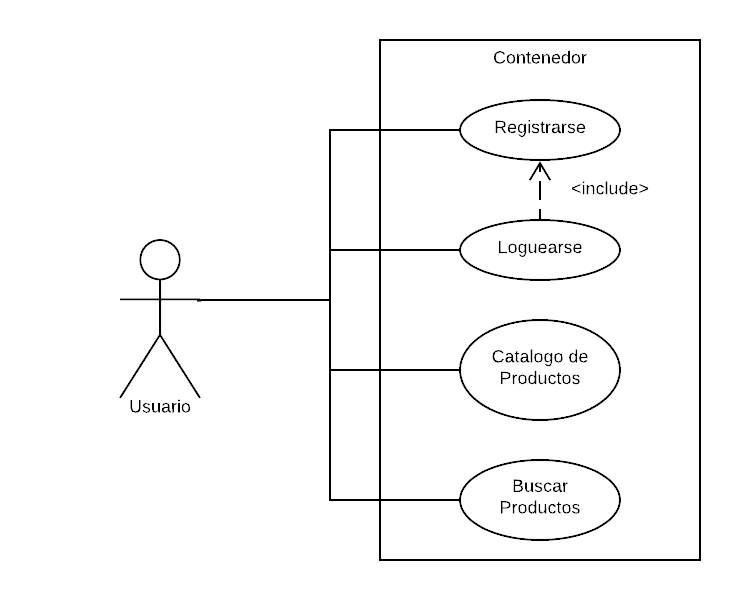 Contenedor
Registrarse
<include>
Loguearse
Catalogo de
Productos
Usuario
Buscar
Productos